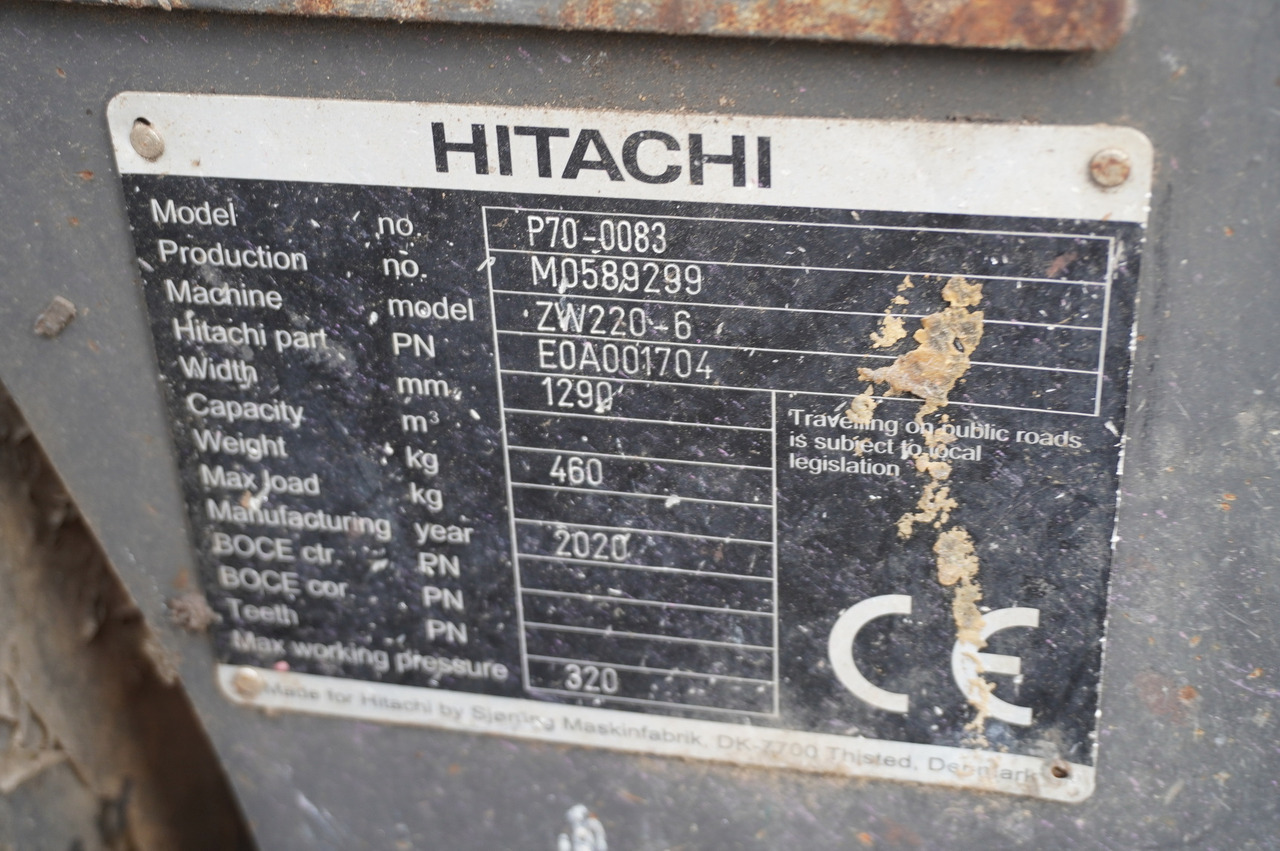 HITACHI
Model no. P70-0083
Production no. M0589299
Machine model ZW220-6
Hitachi part PN E0A001704
Width mm 1290
Capacity m³
Weight kg 460
Max load kg
Manufacturing year 2020
BOCE ctr. PN
BOCE cor. PN
Teeth PN
Max working pressure 320
Travelling on public roads
is subject to local
legislation
CE
Made for Hitachi by Sjørring Maskinfabrik, DK-7700 Thisted, Denmark